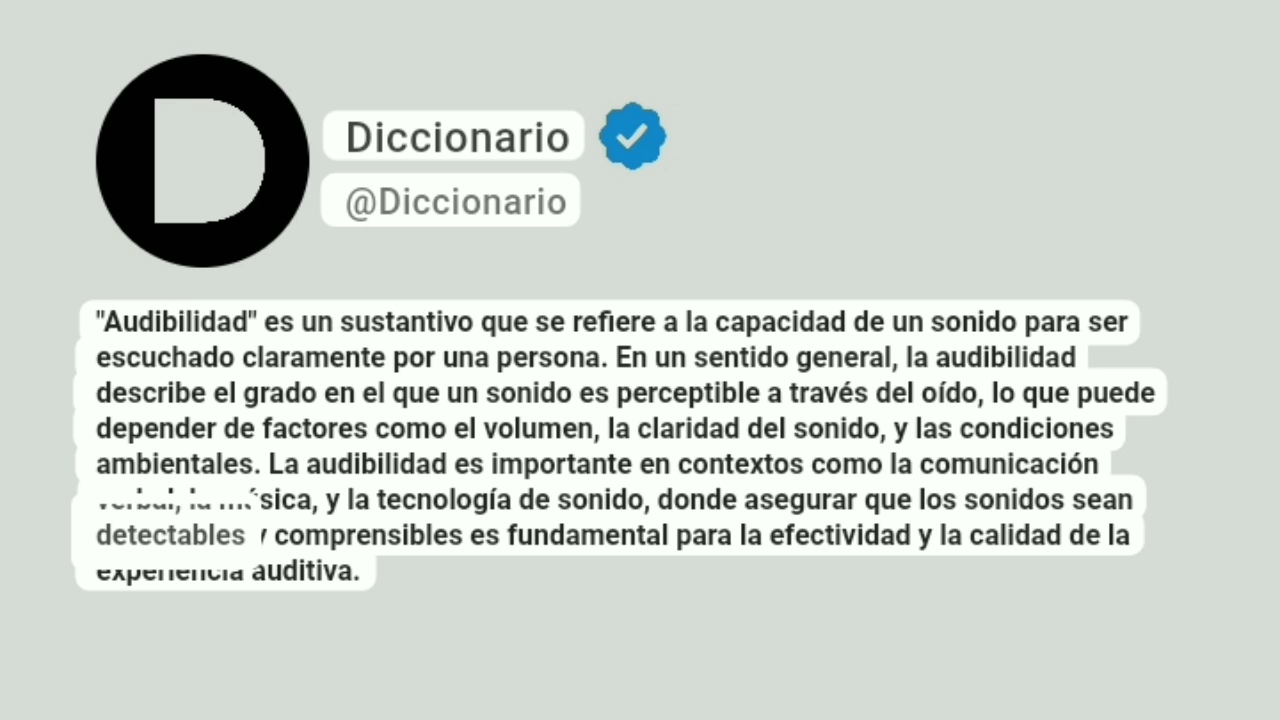 D
Diccionario
@Diccionario
"Audibilidad" es un sustantivo que se refiere a la capacidad de un sonido para ser
escuchado claramente por una persona. En un sentido general, la audibilidad
describe el grado en el que un sonido es perceptible a través del oído, lo que puede
depender de factores como el volumen, la claridad del sonido, y las condiciones
ambientales. La audibilidad es importante en contextos como la comunicación
verbal, la música, y la tecnología de sonido, donde asegurar que los sonidos sean
detectables y comprensibles es fundamental para la efectividad y la calidad de la
experiencia auditiva.